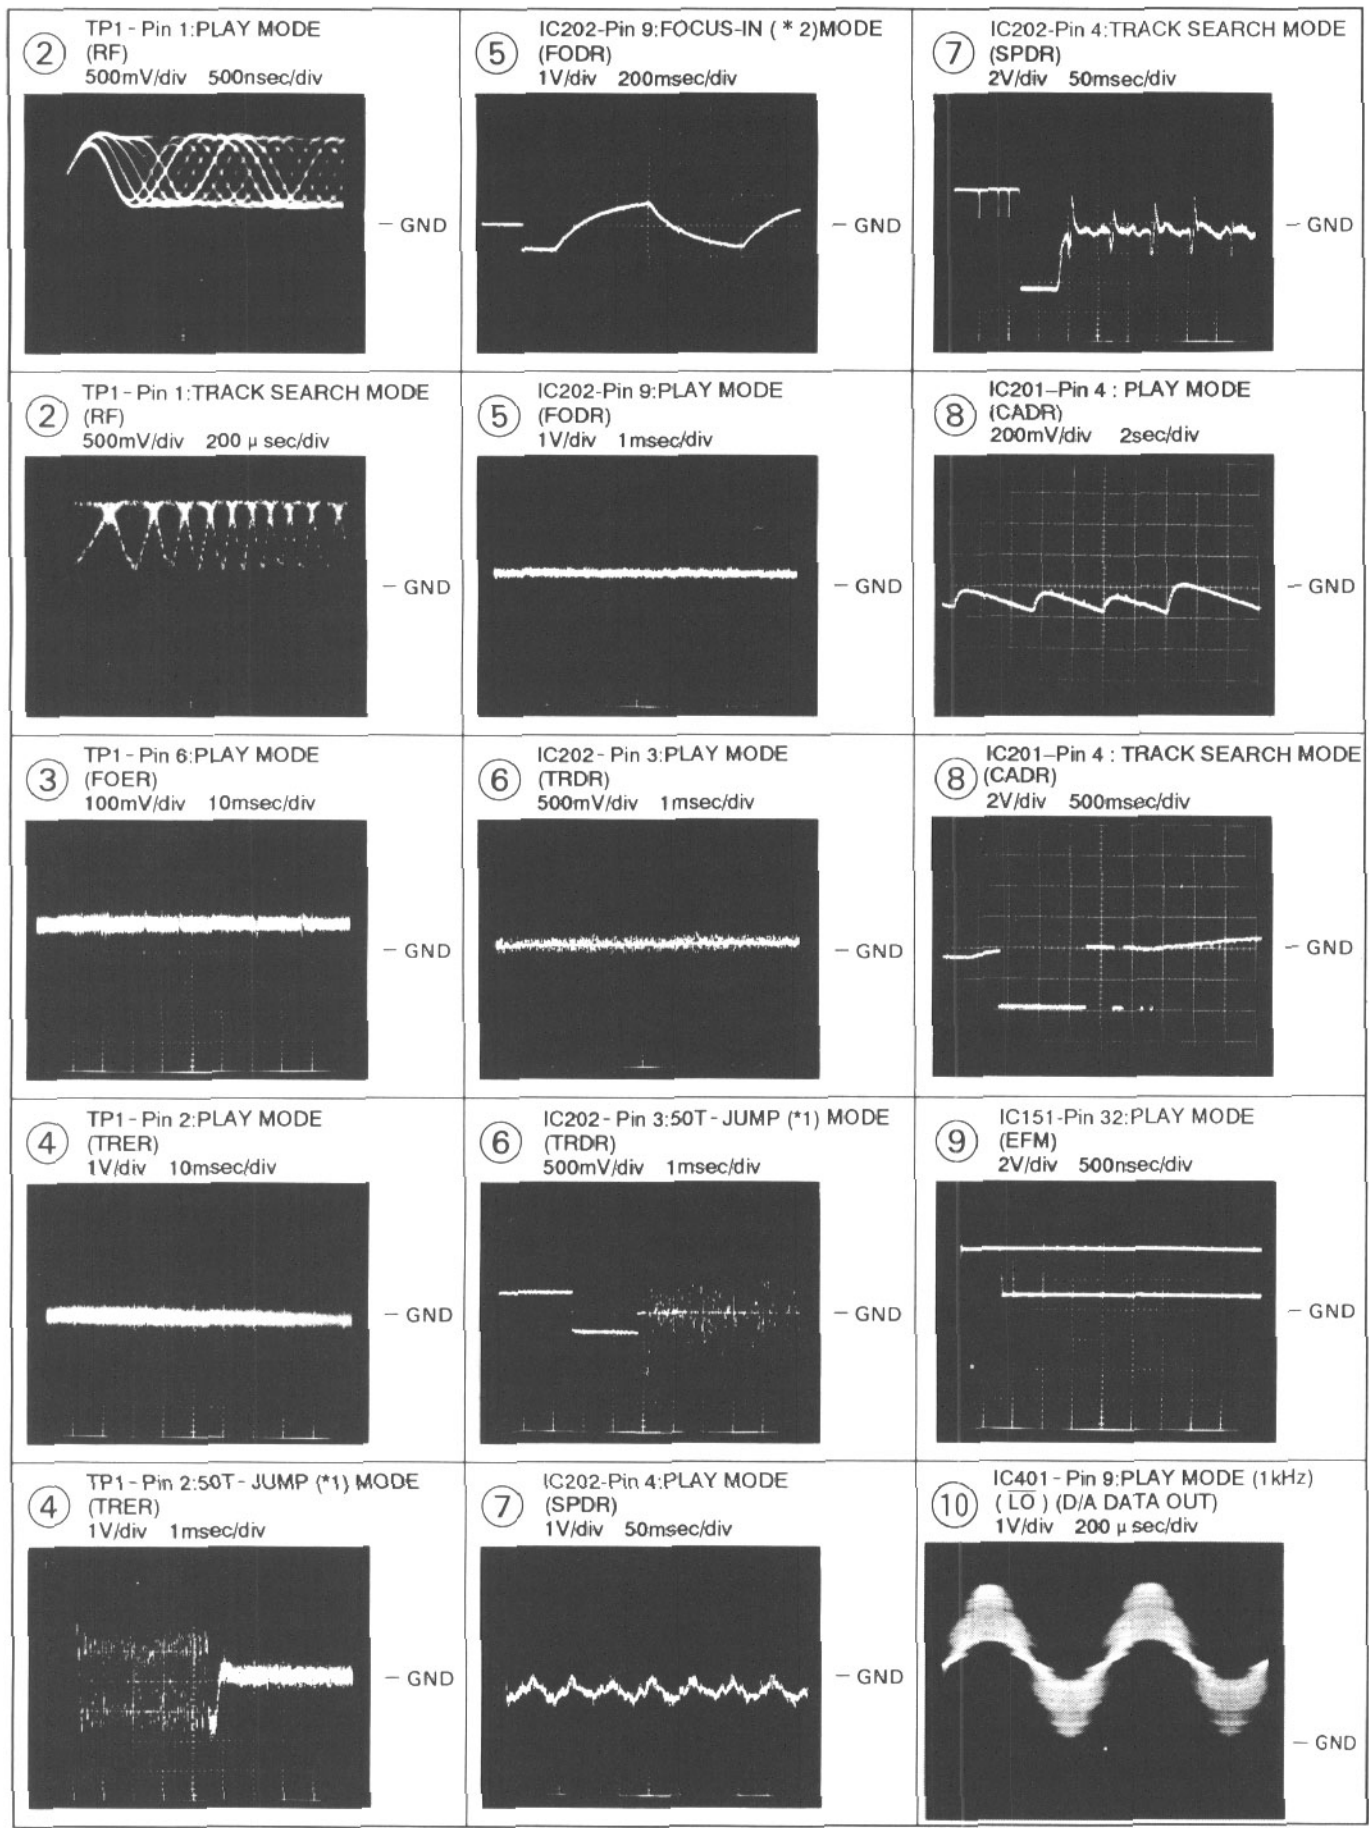 2
TP1 - Pin 1:PLAY MODE
(RF)
500mV/div 500nsec/div
— GND
2
TP1 - Pin 1:TRACK SEARCH MODE
(RF)
500mV/div 200 μ sec/div
— GND
3
TP1 - Pin 6:PLAY MODE
(FOER)
100mV/div 10msec/div
— GND
4
TP1 - Pin 2:PLAY MODE
(TRER)
1V/div 10msec/div
— GND
4
TP1 - Pin 2:50T - JUMP (*1) MODE
(TRER)
1V/div 1msec/div
— GND
5
IC202-Pin 9:FOCUS-IN ( * 2)MODE
(FODR)
1V/div 200msec/div
— GND
5
IC202-Pin 9:PLAY MODE
(FODR)
1V/div 1msec/div
— GND
6
IC202 - Pin 3:PLAY MODE
(TRDR)
500mV/div 1msec/div
— GND
6
IC202 - Pin 3:50T - JUMP (*1) MODE
(TRDR)
500mV/div 1msec/div
— GND
7
IC202-Pin 4:PLAY MODE
(SPDR)
1V/div 50msec/div
— GND
7
IC202-Pin 4:TRACK SEARCH MODE
(SPDR)
2V/div 50msec/div
— GND
8
IC201–Pin 4 : PLAY MODE
(CADR)
200mV/div 2sec/div
— GND
8
IC201–Pin 4 : TRACK SEARCH MODE
(CADR)
2V/div 500msec/div
— GND
9
IC151-Pin 32:PLAY MODE
(EFM)
2V/div 500nsec/div
— GND
10
IC401 - Pin 9:PLAY MODE (1kHz)
( L̅O̅ ) (D/A DATA OUT)
1V/div 200 μ sec/div
— GND